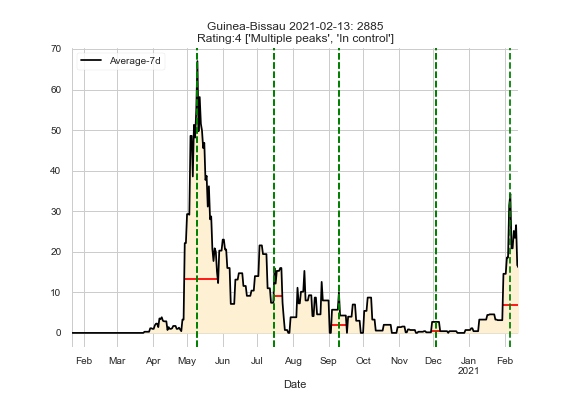 Guinea-Bissau 2021-02-13: 2885
Rating:4 ['Multiple peaks', 'In control']
Average-7d
70
60
50
40
30
20
10
0
Feb Mar Apr May Jun Jul Aug Sep Oct Nov Dec Jan Feb
2021
Date